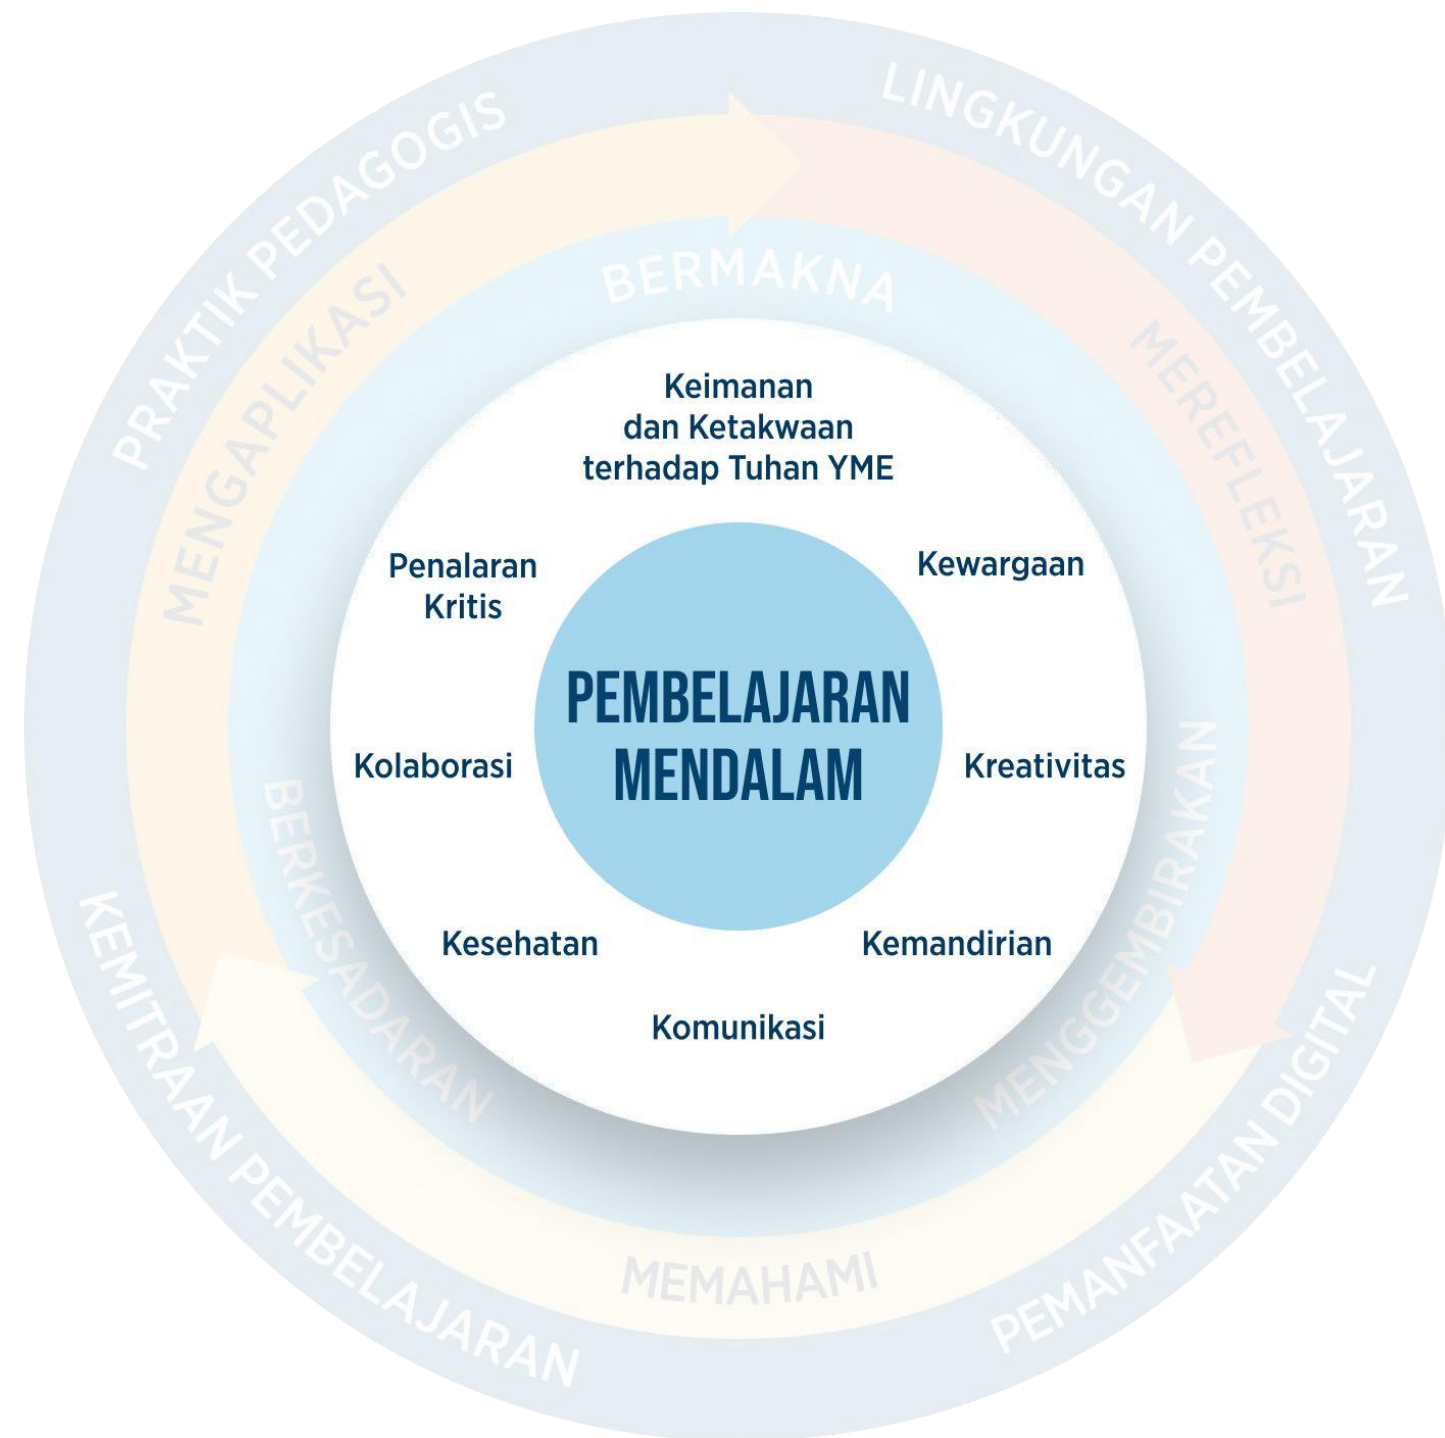 PRAKTIK PEDAGOGIS
LINGKUNGAN PEMBELAJARAN
MENGAPLIKASI
MEREFLEKSI
BERMAKNA
Keimanan
dan Ketakwaan
terhadap Tuhan YME
Penalaran
Kritis
Kewargaan
PEMBELAJARAN
MENDALAM
Kolaborasi
Kreativitas
BERKESADARAN
MENGGEMBIRAKAN
Kesehatan
Kemandirian
Komunikasi
KEMITRAAN PEMBELAJARAN
PEMANFAATAN DIGITAL
MEMAHAMI